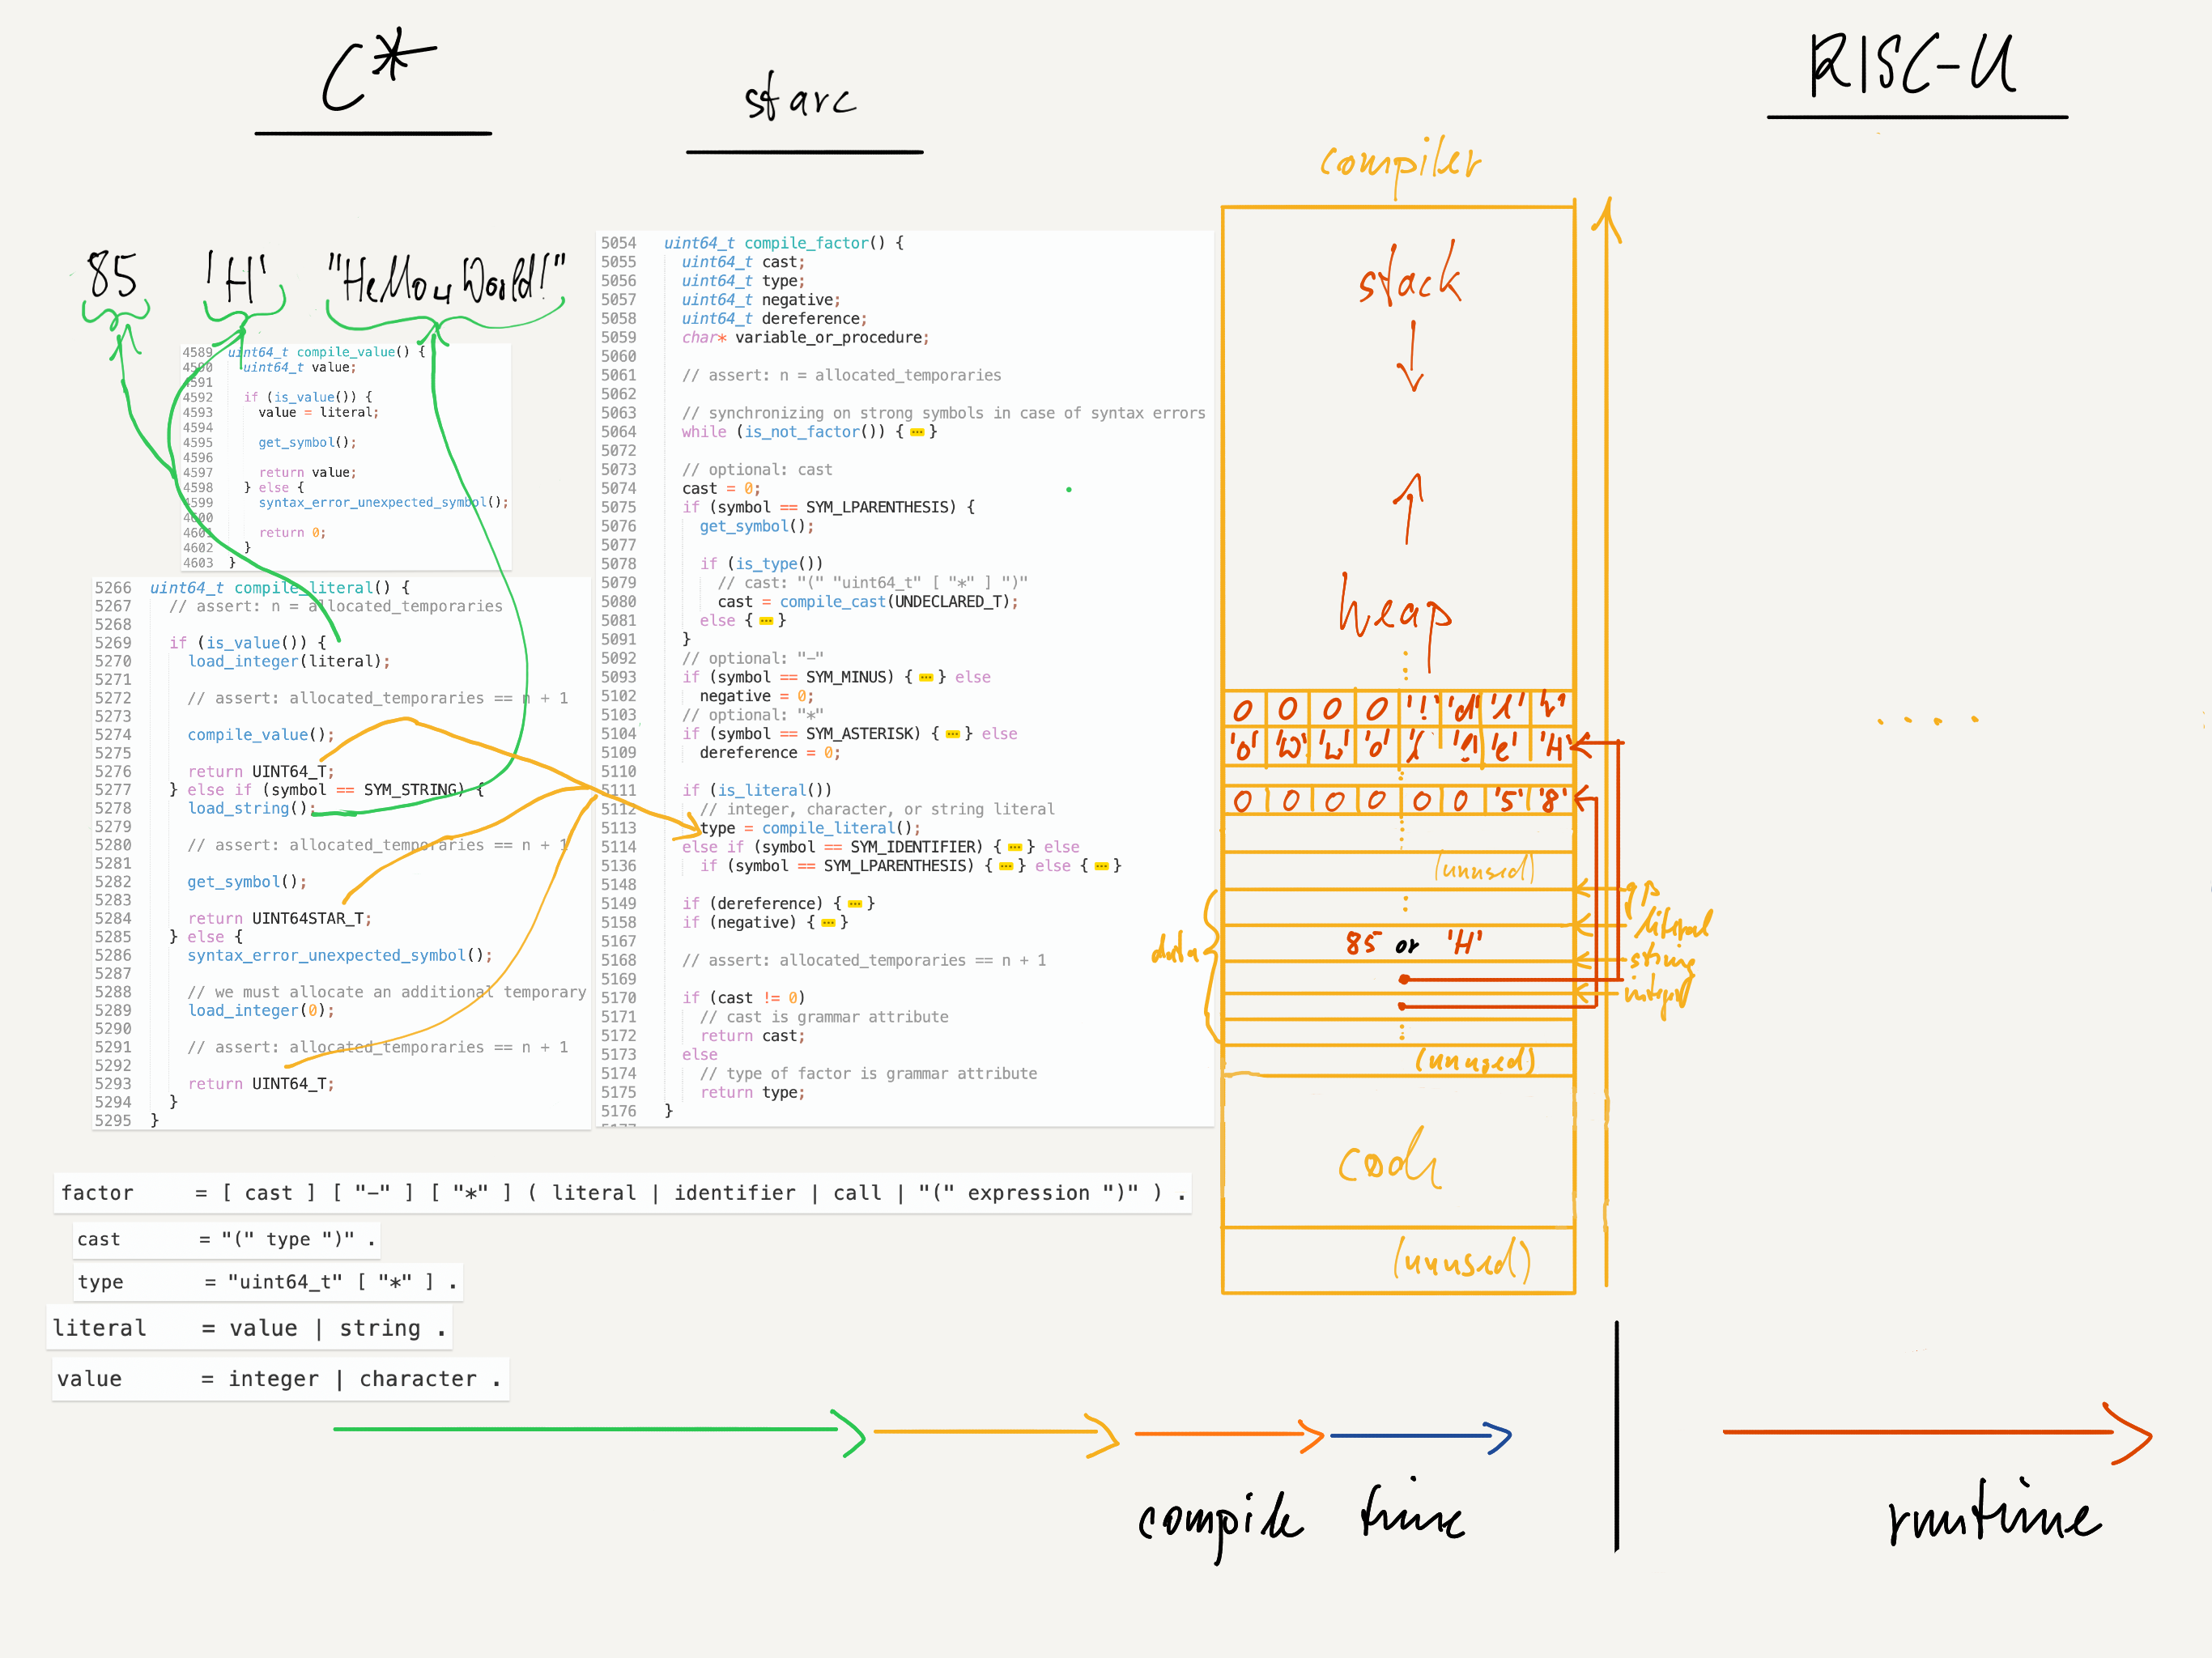 C*
starc
RISC-U
compiler
85 'H' "Hello␣World!"
4589 uint64_t compile_value() {
4590 uint64_t value;
4591
4592 if (is_value()) {
4593 value = literal;
4594
4595 get_symbol();
4596
4597 return value;
4598 } else {
4599 syntax_error_unexpected_symbol();
4600
4601 return 0;
4602 }
4603 }
5266 uint64_t compile_literal() {
5267 // assert: n = allocated_temporaries
5268
5269 if (is_value()) {
5270 load_integer(literal);
5271
5272 // assert: allocated_temporaries == n + 1
5273
5274 compile_value();
5275
5276 return UINT64_T;
5277 } else if (symbol == SYM_STRING) {
5278 load_string();
5279
5280 // assert: allocated_temporaries == n + 1
5281
5282 get_symbol();
5283
5284 return UINT64STAR_T;
5285 } else {
5286 syntax_error_unexpected_symbol();
5287
5288 // we must allocate an additional temporary
5289 load_integer(0);
5290
5291 // assert: allocated_temporaries == n + 1
5292
5293 return UINT64_T;
5294 }
5295 }
5054 uint64_t compile_factor() {
5055 uint64_t cast;
5056 uint64_t type;
5057 uint64_t negative;
5058 uint64_t dereference;
5059 char* variable_or_procedure;
5060
5061 // assert: n = allocated_temporaries
5062
5063 // synchronizing on strong symbols in case of syntax errors
5064 while (is_not_factor()) { ••• }
5072
5073 // optional: cast
5074 cast = 0;
5075 if (symbol == SYM_LPARENTHESIS) {
5076 get_symbol();
5077
5078 if (is_type())
5079 // cast: "(" "uint64_t" [ "*" ] ")"
5080 cast = compile_cast(UNDECLARED_T);
5081 else { ••• }
5091 }
5092 // optional: "-"
5093 if (symbol == SYM_MINUS) { ••• } else
5102 negative = 0;
5103 // optional: "*"
5104 if (symbol == SYM_ASTERISK) { ••• } else
5109 dereference = 0;
5110
5111 if (is_literal())
5112 // integer, character, or string literal
5113 type = compile_literal();
5114 else if (symbol == SYM_IDENTIFIER) { ••• } else
5136 if (symbol == SYM_LPARENTHESIS) { ••• } else { ••• }
5148
5149 if (dereference) { ••• }
5158 if (negative) { ••• }
5167
5168 // assert: allocated_temporaries == n + 1
5169
5170 if (cast != 0)
5171 // cast is grammar attribute
5172 return cast;
5173 else
5174 // type of factor is grammar attribute
5175 return type;
5176 }
stack
heap
0 0 0 0 '!' 'd' 'l' 'r'
'o' 'W' '␣' 'o' 'l' 'l' 'e' 'H'
0 0 0 0 0 0 '5' '8'
(unused)
gp
literal
data
85 or 'H'
string
integer
(unused)
code
(unused)
factor = [ cast ] [ "-" ] [ "*" ] ( literal | identifier | call | "(" expression ")" ) .
cast = "(" type ")" .
type = "uint64_t" [ "*" ] .
literal = value | string .
value = integer | character .
compile time
runtime